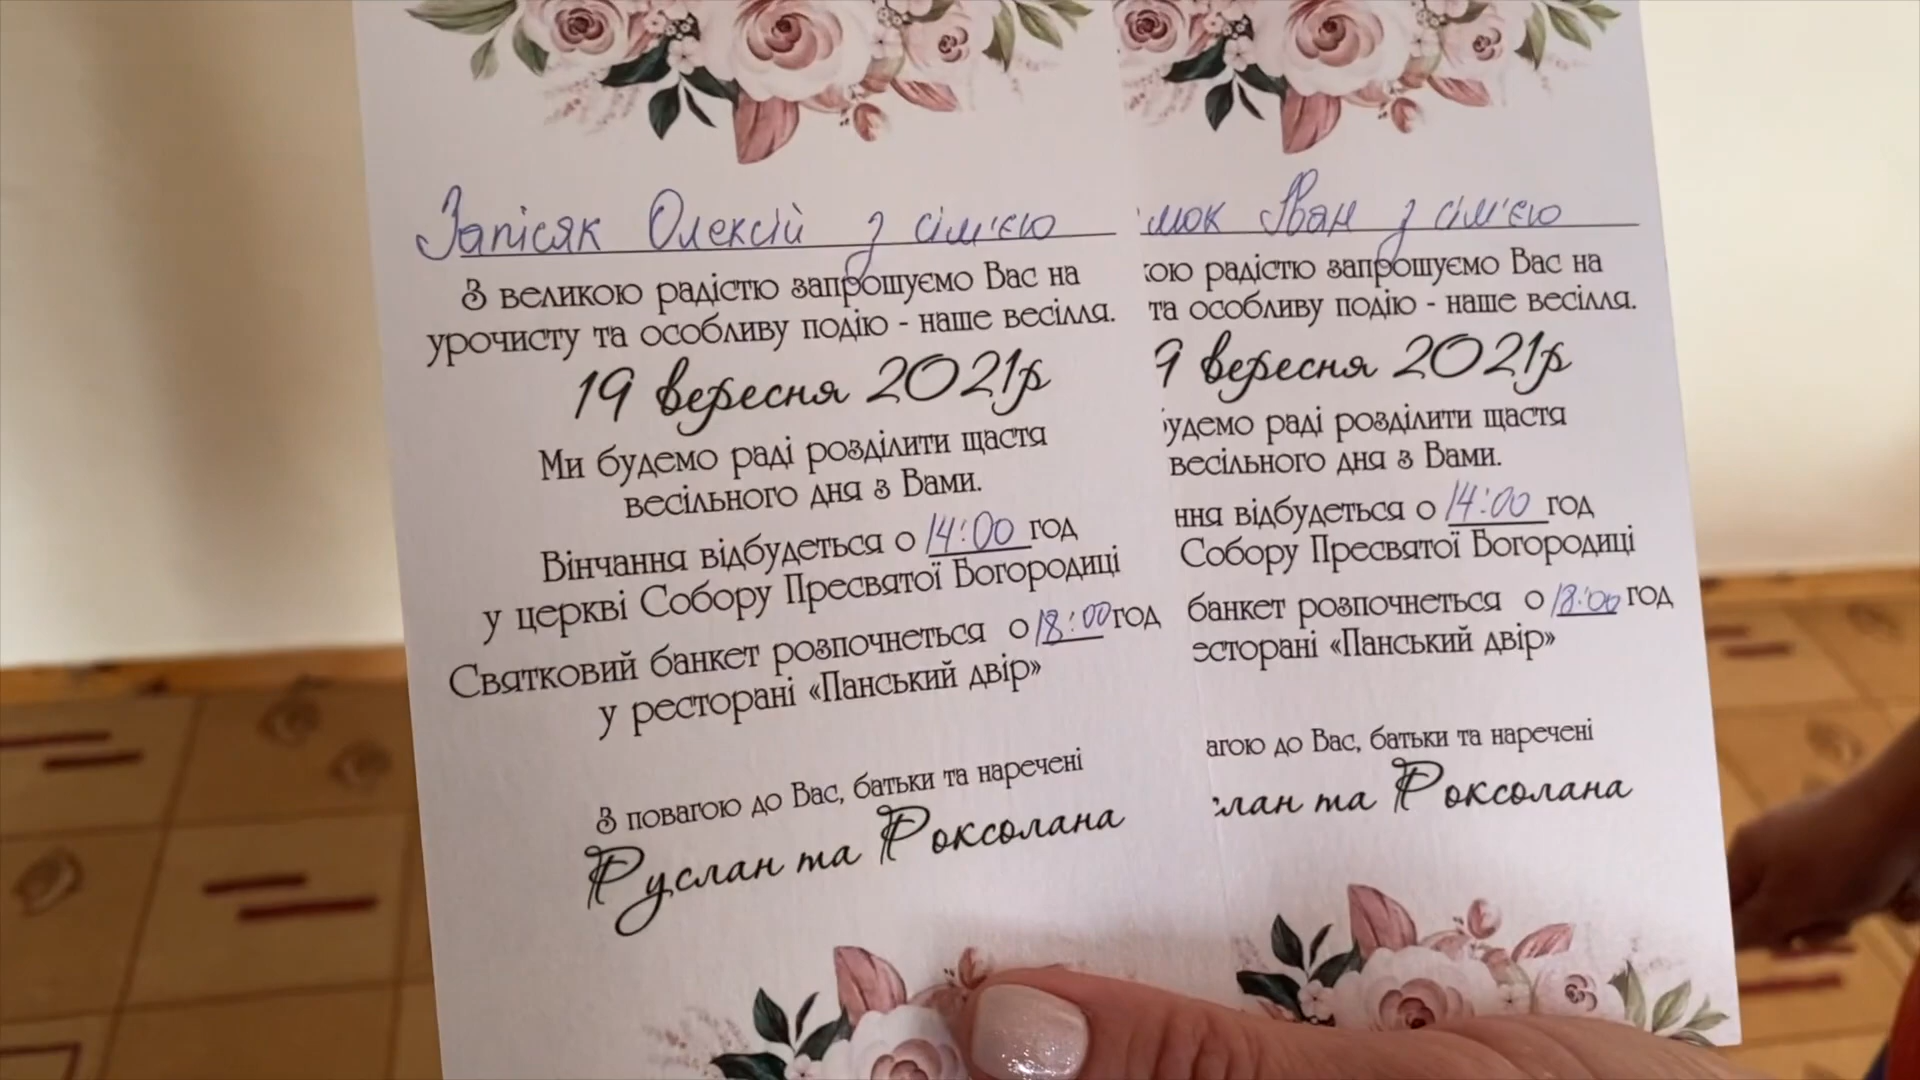 Запісяк Олексій з сім'єю
З великою радістю запрошуємо Вас на
урочисту та особливу подію - наше весілля.
19 вересня 2021р
Ми будемо раді розділити щастя
весільного дня з Вами.
Вінчання відбудеться о 14:00 год
у церкві Собору Пресвятої Богородиці
Святковий банкет розпочнеться о 18:00 год
у ресторані «Панський двір»
З повагою до Вас, батьки та наречені
Руслан та Роксолана
мок Іван з сім'єю
ою радістю запрошуємо Вас на
та особливу подію - наше весілля.
9 вересня 2021р
удемо раді розділити щастя
весільного дня з Вами.
ння відбудеться о 14:00 год
Собору Пресвятої Богородиці
банкет розпочнеться о 18:00 год
есторані «Панський двір»
агою до Вас, батьки та наречені
слан та Роксолана